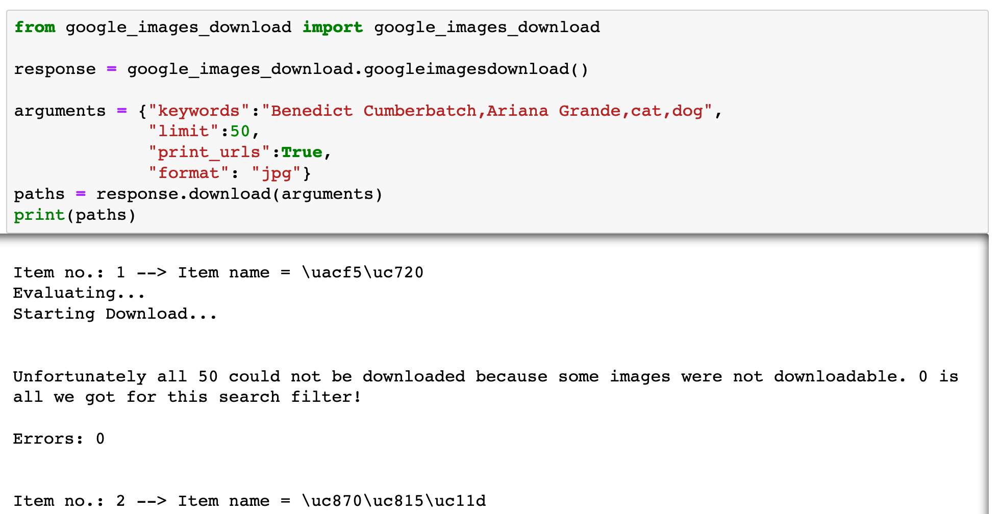 from google_images_download import google_images_download
response = google_images_download.googleimagesdownload()
arguments = {"keywords":"Benedict Cumberbatch,Ariana Grande,cat,dog",
"limit":50,
"print_urls":True,
"format": "jpg"}
paths = response.download(arguments)
print(paths)
Item no.: 1 --> Item name = \uacf5\uc720
Evaluating...
Starting Download...
Unfortunately all 50 could not be downloaded because some images were not downloadable. 0 is
all we got for this search filter!
Errors: 0
Item no.: 2 --> Item name = \uc870\uc815\uc11d